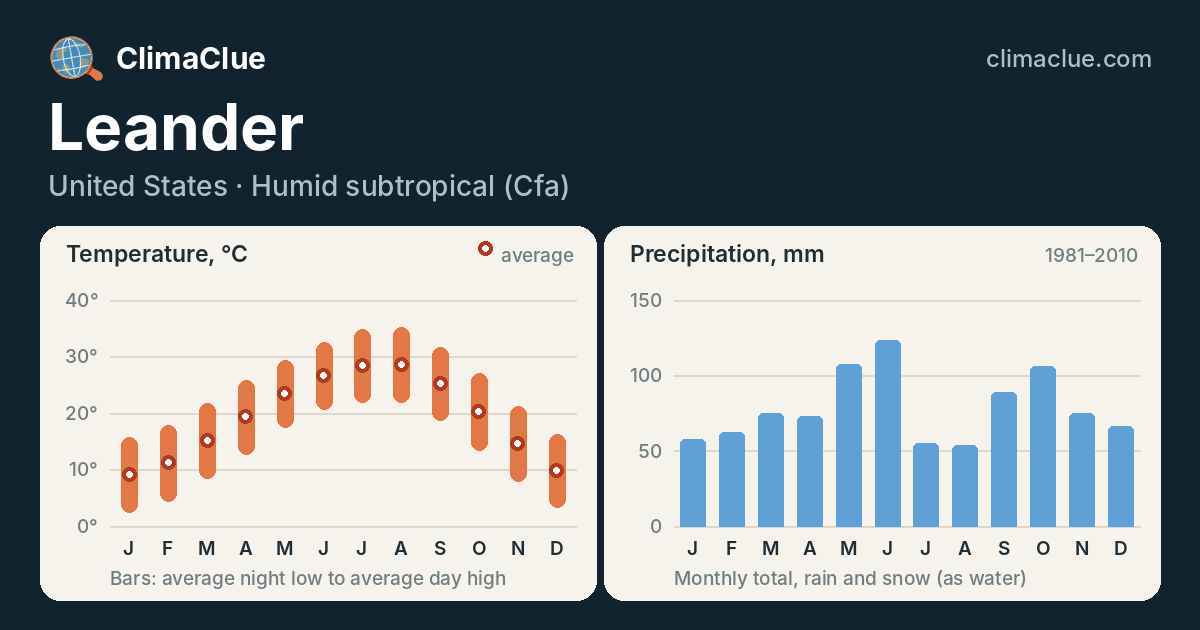 ClimaClue
climaclue.com
Leander
United States · Humid subtropical (Cfa)
Temperature, °C
average
40°
30°
20°
10°
0°
J F M A M J J A S O N D
Bars: average night low to average day high
Precipitation, mm
1981–2010
150
100
50
0
J F M A M J J A S O N D
Monthly total, rain and snow (as water)